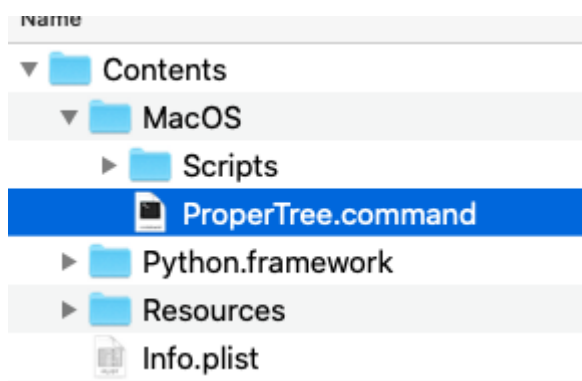 Name
Contents
MacOS
Scripts
ProperTree.command
Python.framework
Resources
Info.plist